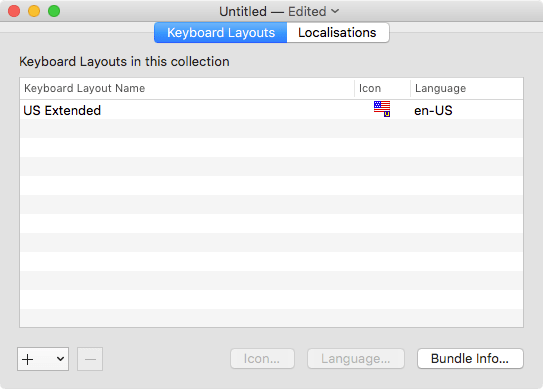 Untitled — Edited
Keyboard Layouts Localisations
Keyboard Layouts in this collection
Keyboard Layout Name Icon Language
US Extended en-US
Icon... Language... Bundle Info...